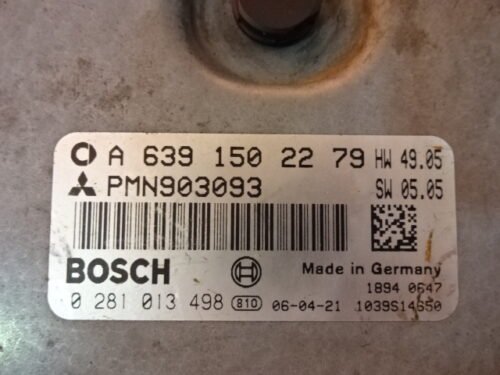 A 639 150 22 79 HW 49.05
PMN903093 SW 05.05
BOSCH Made in Germany
1894 0647
0 281 013 498 810 06-04-21 1039S14650